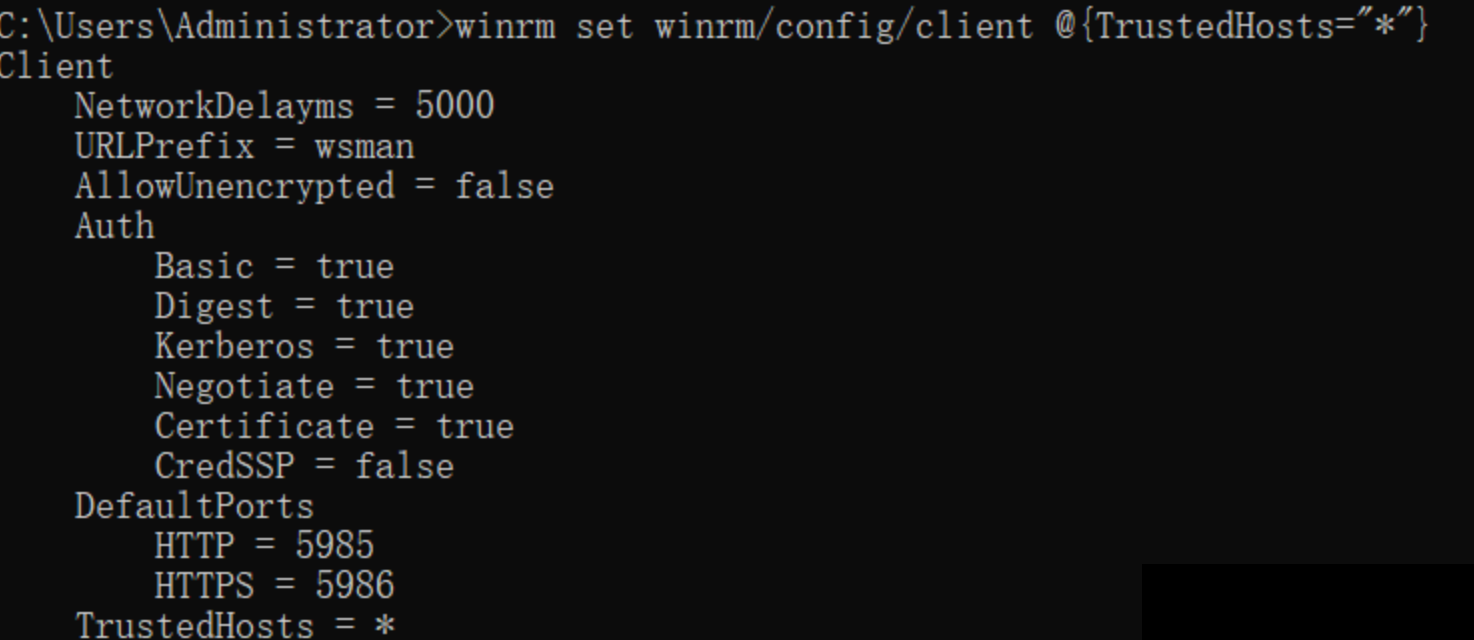 C:\Users\Administrator>winrm set winrm/config/client @{TrustedHosts="*"}
Client
    NetworkDelayms = 5000
    URLPrefix = wsman
    AllowUnencrypted = false
    Auth
        Basic = true
        Digest = true
        Kerberos = true
        Negotiate = true
        Certificate = true
        CredSSP = false
    DefaultPorts
        HTTP = 5985
        HTTPS = 5986
    TrustedHosts = *